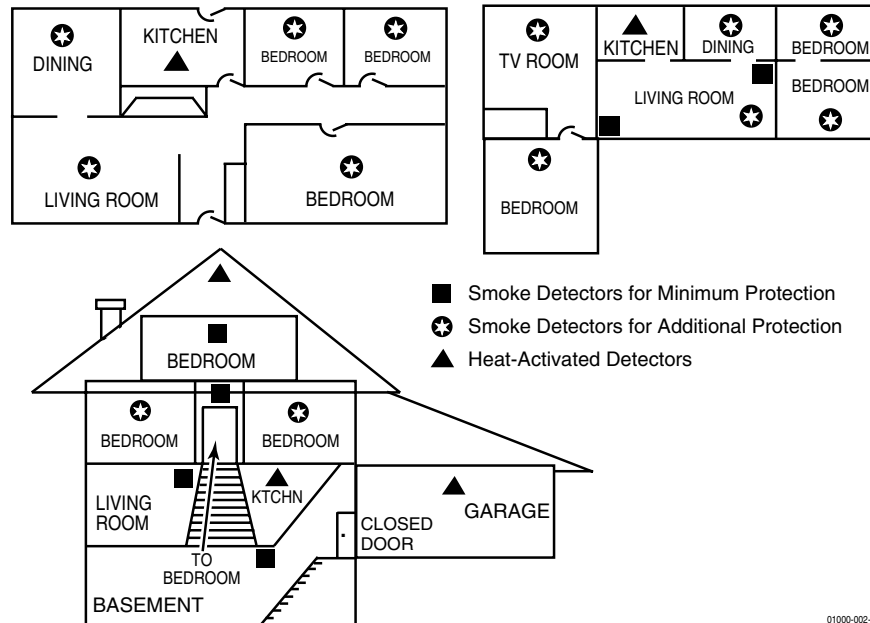 DINING
KITCHEN
BEDROOM
BEDROOM
LIVING ROOM
BEDROOM
TV ROOM
KITCHEN
DINING
BEDROOM
LIVING ROOM
BEDROOM
BEDROOM
Smoke Detectors for Minimum Protection
Smoke Detectors for Additional Protection
Heat-Activated Detectors
BEDROOM
BEDROOM
BEDROOM
LIVING
ROOM
KTCHN
GARAGE
CLOSED
DOOR
TO
BEDROOM
BASEMENT
01000-002-